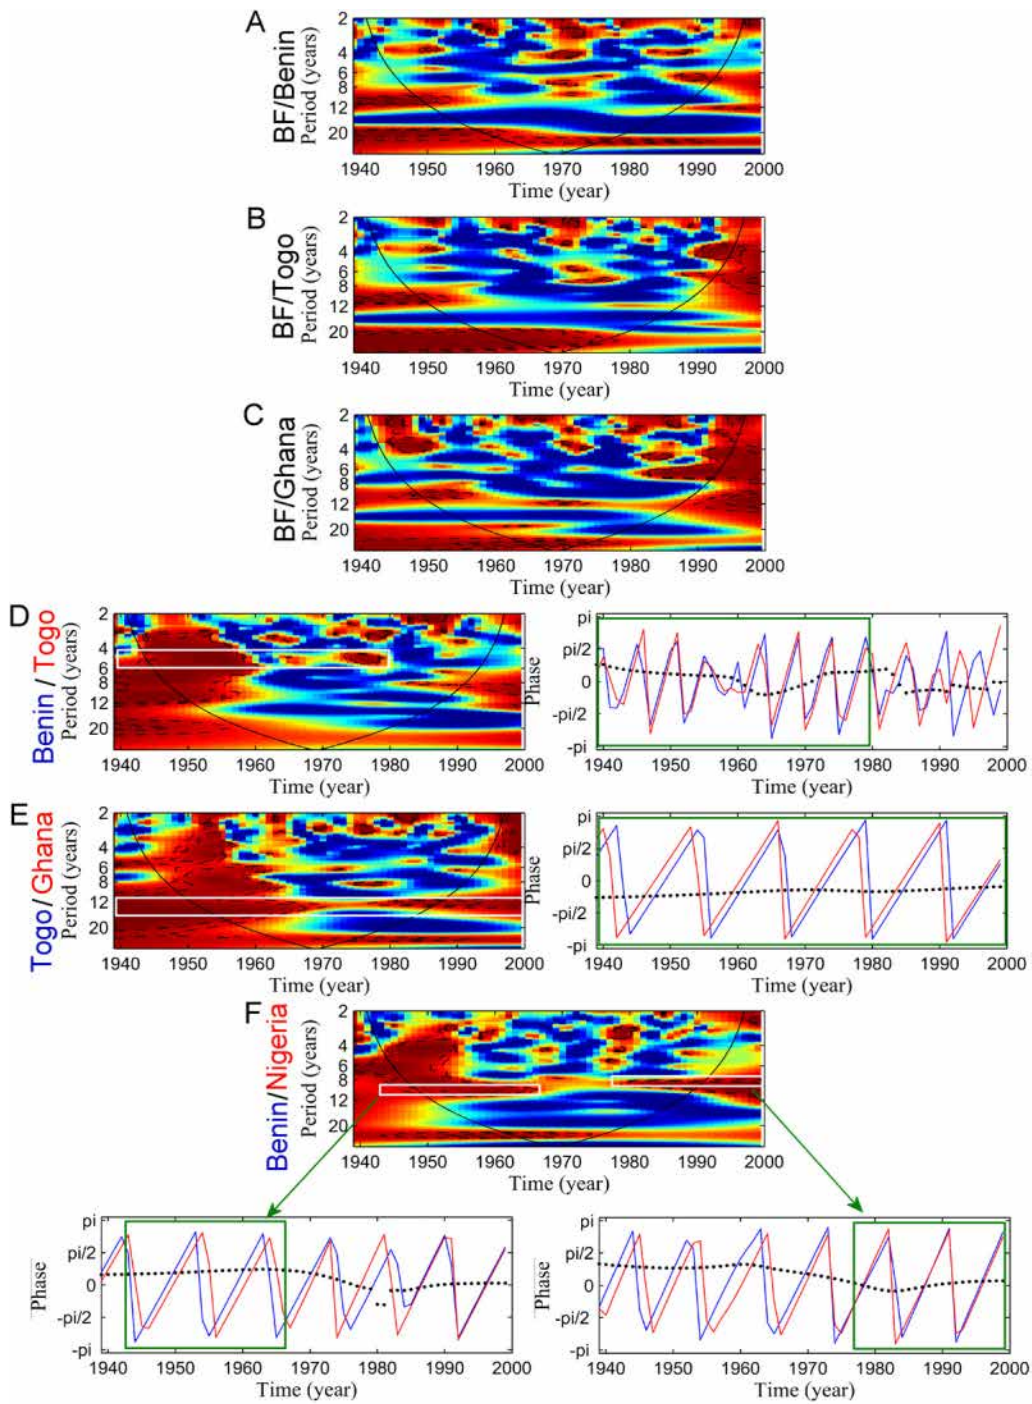 A
BF/Benin
Period (years)
2
4
6
8
12
20
1940 1950 1960 1970 1980 1990 2000
Time (year)
B
BF/Togo
Period (years)
2
4
6
8
12
20
1940 1950 1960 1970 1980 1990 2000
Time (year)
C
BF/Ghana
Period (years)
2
4
6
8
12
20
1940 1950 1960 1970 1980 1990 2000
Time (year)
D
Benin / Togo
Period (years)
2
4
6
8
12
20
1940 1950 1960 1970 1980 1990 2000
Time (year)
Phase
pi
pi/2
0
-pi/2
-pi
1940 1950 1960 1970 1980 1990 2000
Time (year)
E
Togo/Ghana
Period (years)
2
4
6
8
12
20
1940 1950 1960 1970 1980 1990 2000
Time (year)
Phase
pi
pi/2
0
-pi/2
-pi
1940 1950 1960 1970 1980 1990 2000
Time (year)
F
Benin/Nigeria
Period (years)
2
4
6
8
12
20
1940 1950 1960 1970 1980 1990 2000
Time (year)
Phase
pi
pi/2
0
-pi/2
-pi
1940 1950 1960 1970 1980 1990 2000
Time (year)
Phase
pi
pi/2
0
-pi/2
-pi
1940 1950 1960 1970 1980 1990 2000
Time (year)